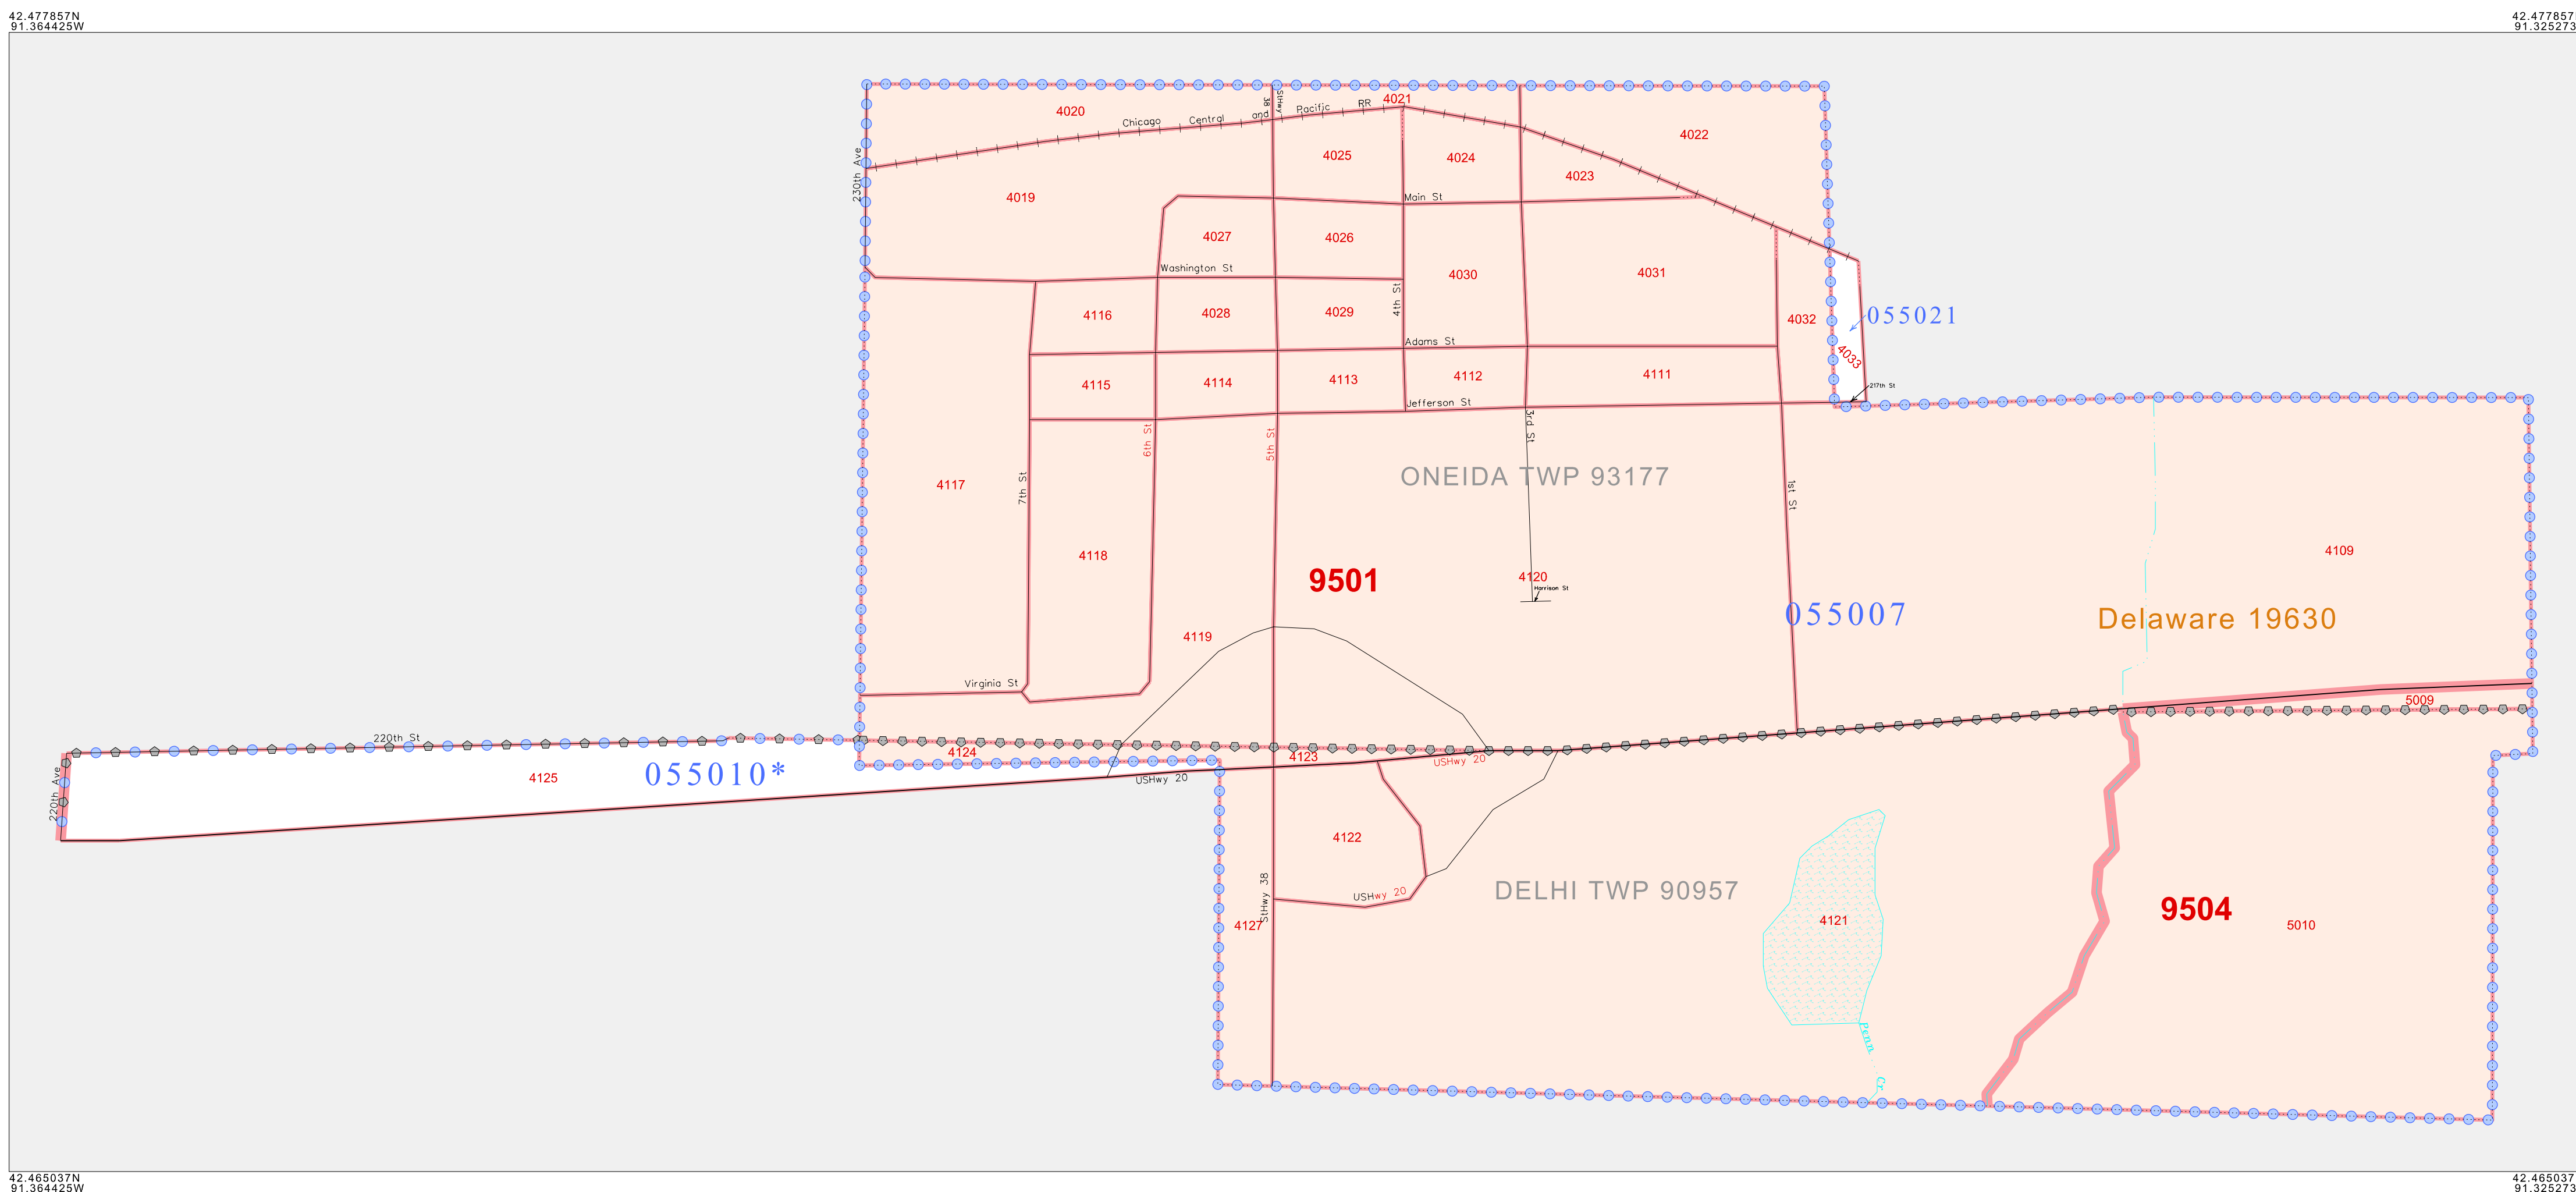 42.477857N
91.364425W
42.477857
91.325273
4020
38
StHwy
4021
Chicago Central and Pacific RR
4022
230th Ave
4025
4024
4023
4019
Main St
4027
4026
Washington St
4030
4031
4th St
4116
4028
4029
4032
055021
4033
Adams St
4115
4114
4113
4112
4111
217th St
Jefferson St
6th St
5th St
3rd St
ONEIDA TWP 93177
4117
7th St
1st St
4118
4109
9501
4120
Harrison St
055007
Delaware 19630
4119
Virginia St
5009
220th St
4124
4123
USHwy 20
4125
055010*
USHwy 20
220th Ave
4122
StHwy 38
USHwy 20
DELHI TWP 90957
4127
4121
9504
5010
Penn Cr
42.465037N
91.364425W
42.465037
91.325273